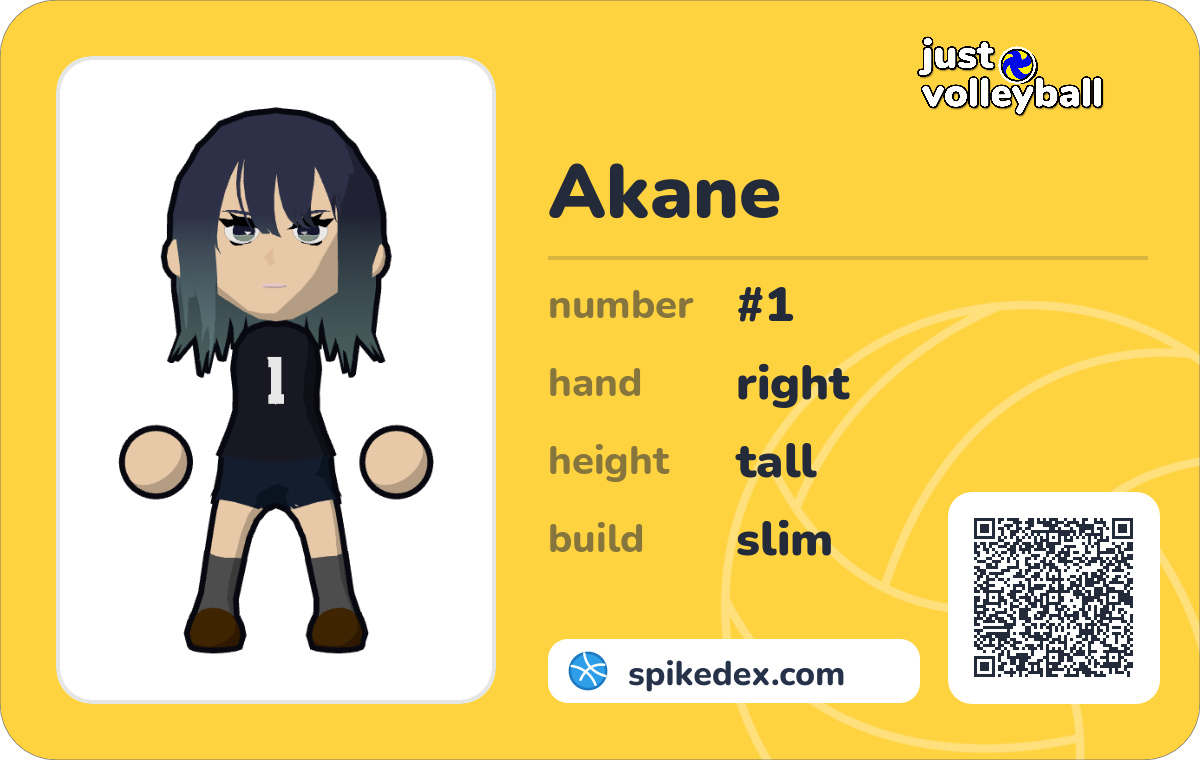 just
volleyball
Akane
number #1
hand right
height tall
build slim
1
spikedex.com